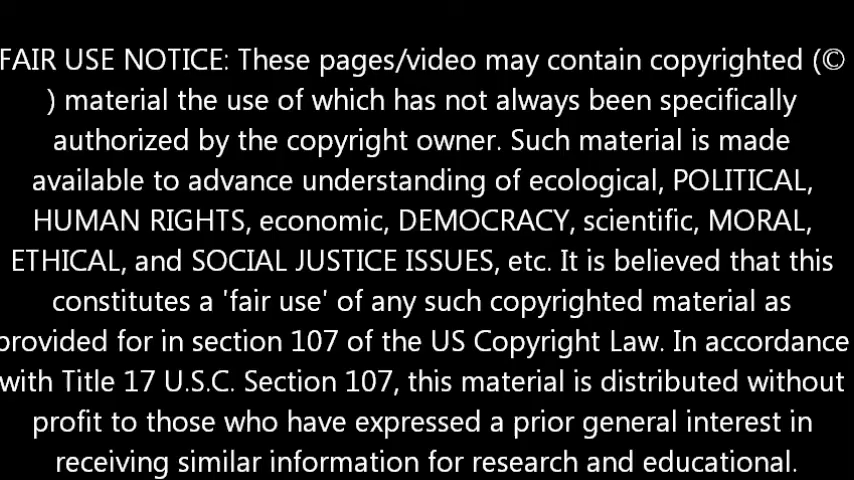 FAIR USE NOTICE: These pages/video may contain copyrighted (©
) material the use of which has not always been specifically
authorized by the copyright owner. Such material is made
available to advance understanding of ecological, POLITICAL,
HUMAN RIGHTS, economic, DEMOCRACY, scientific, MORAL,
ETHICAL, and SOCIAL JUSTICE ISSUES, etc. It is believed that this
constitutes a 'fair use' of any such copyrighted material as
provided for in section 107 of the US Copyright Law. In accordance
with Title 17 U.S.C. Section 107, this material is distributed without
profit to those who have expressed a prior general interest in
receiving similar information for research and educational.